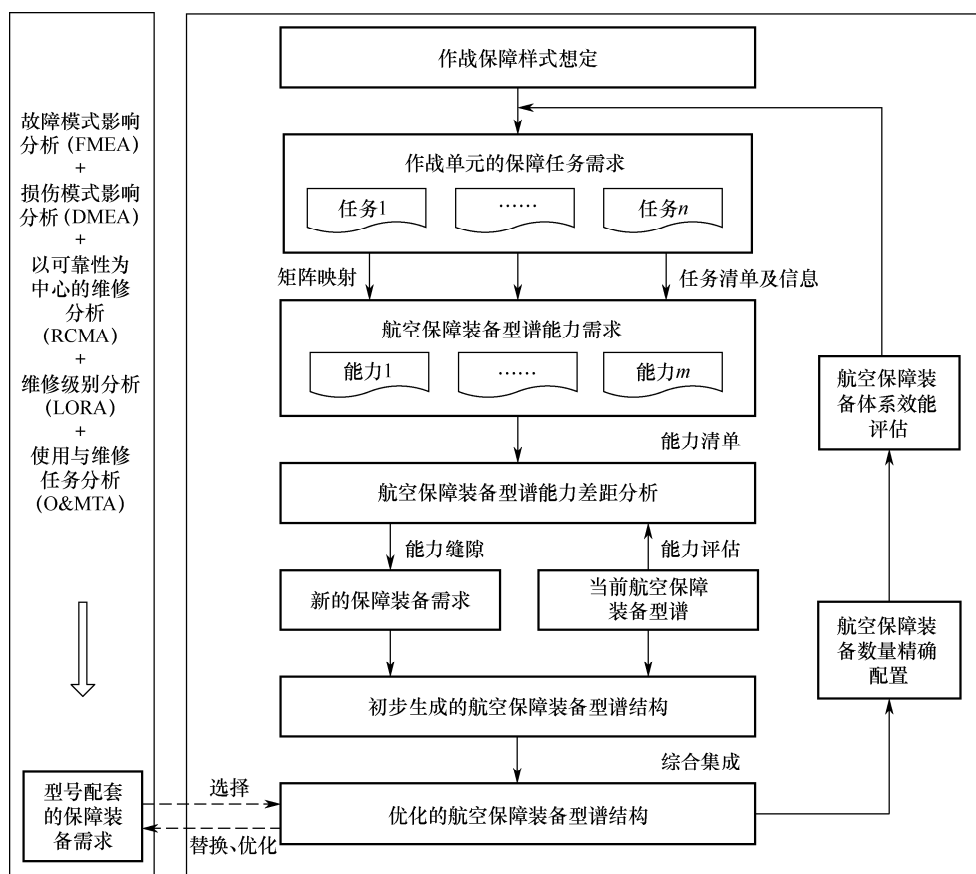 故障模式影响
分析(FMEA)
+
损伤模式影响
分析(DMEA)
+
以可靠性为
中心的维修
分析
(RCMA)
+
维修级别分析
(LORA)
+
使用与维修
任务分析
(O&MTA)
型号配套
的保障装
备需求
作战保障样式想定
作战单元的保障任务需求
任务1
……
任务n
矩阵映射
任务清单及信息
航空保障装备型谱能力需求
能力1
……
能力m
能力清单
航空保障装备型谱能力差距分析
能力缝隙
能力评估
新的保障装备需求
当前航空保障
装备型谱
初步生成的航空保障装备型谱结构
综合集成
选择
优化的航空保障装备型谱结构
替换、优化
航空保障装
备体系效能
评估
航空保障装
备数量精确
配置